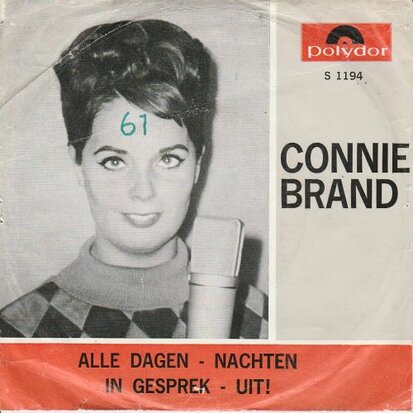 Polydor
S 1194
61
CONNIE
BRAND
ALLE DAGEN - NACHTEN
IN GESPREK - UIT!